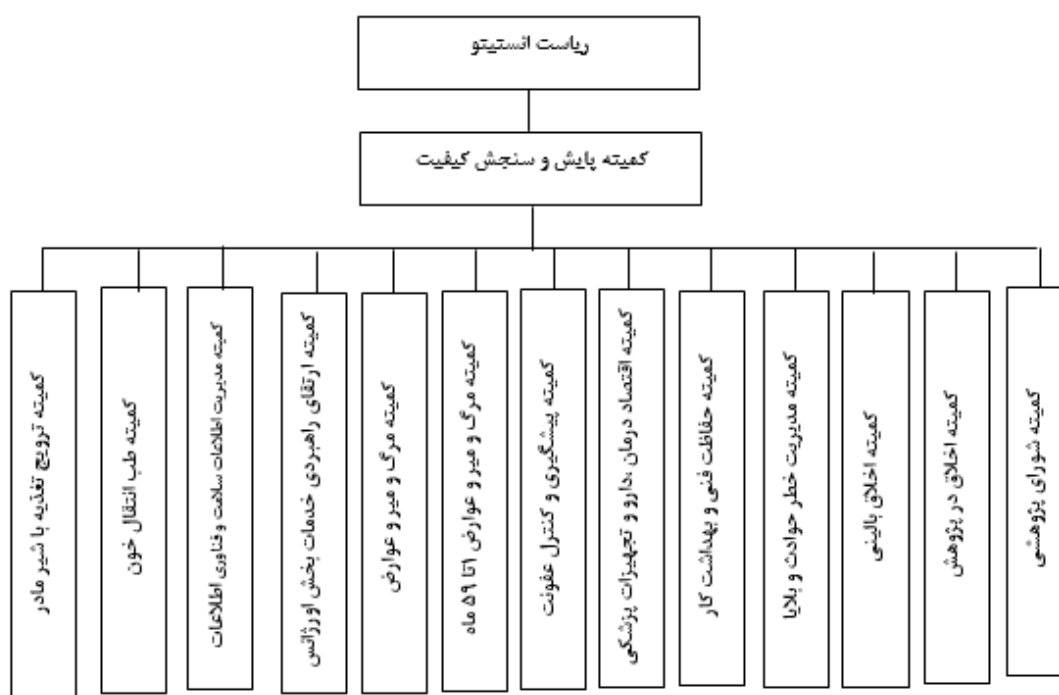 ریاست انستیتو
کمیته پایش و سنجش کیفیت
کمیته شورای پژوهشی
کمیته اخلاق در پژوهش
کمیته اخلاق بالینی
کمیته مدیریت خطر حوادث و بلایا
کمیته حفاظت فنی و بهداشت کار
کمیته اقتصاد درمان ،دارو و تجهیزات پزشکی
کمیته پیشگیری و کنترل عفونت
کمیته مرگ و میر و عوارض ۱تا ۵۹ ماه
کمیته مرگ و میر و عوارض
کمیته ارتقای راهبردی خدمات بخش اورژانس
کمیته مدیریت اطلاعات سلامت و فناوری اطلاعات
کمیته طب انتقال خون
کمیته ترویج تغذیه با شیر مادر